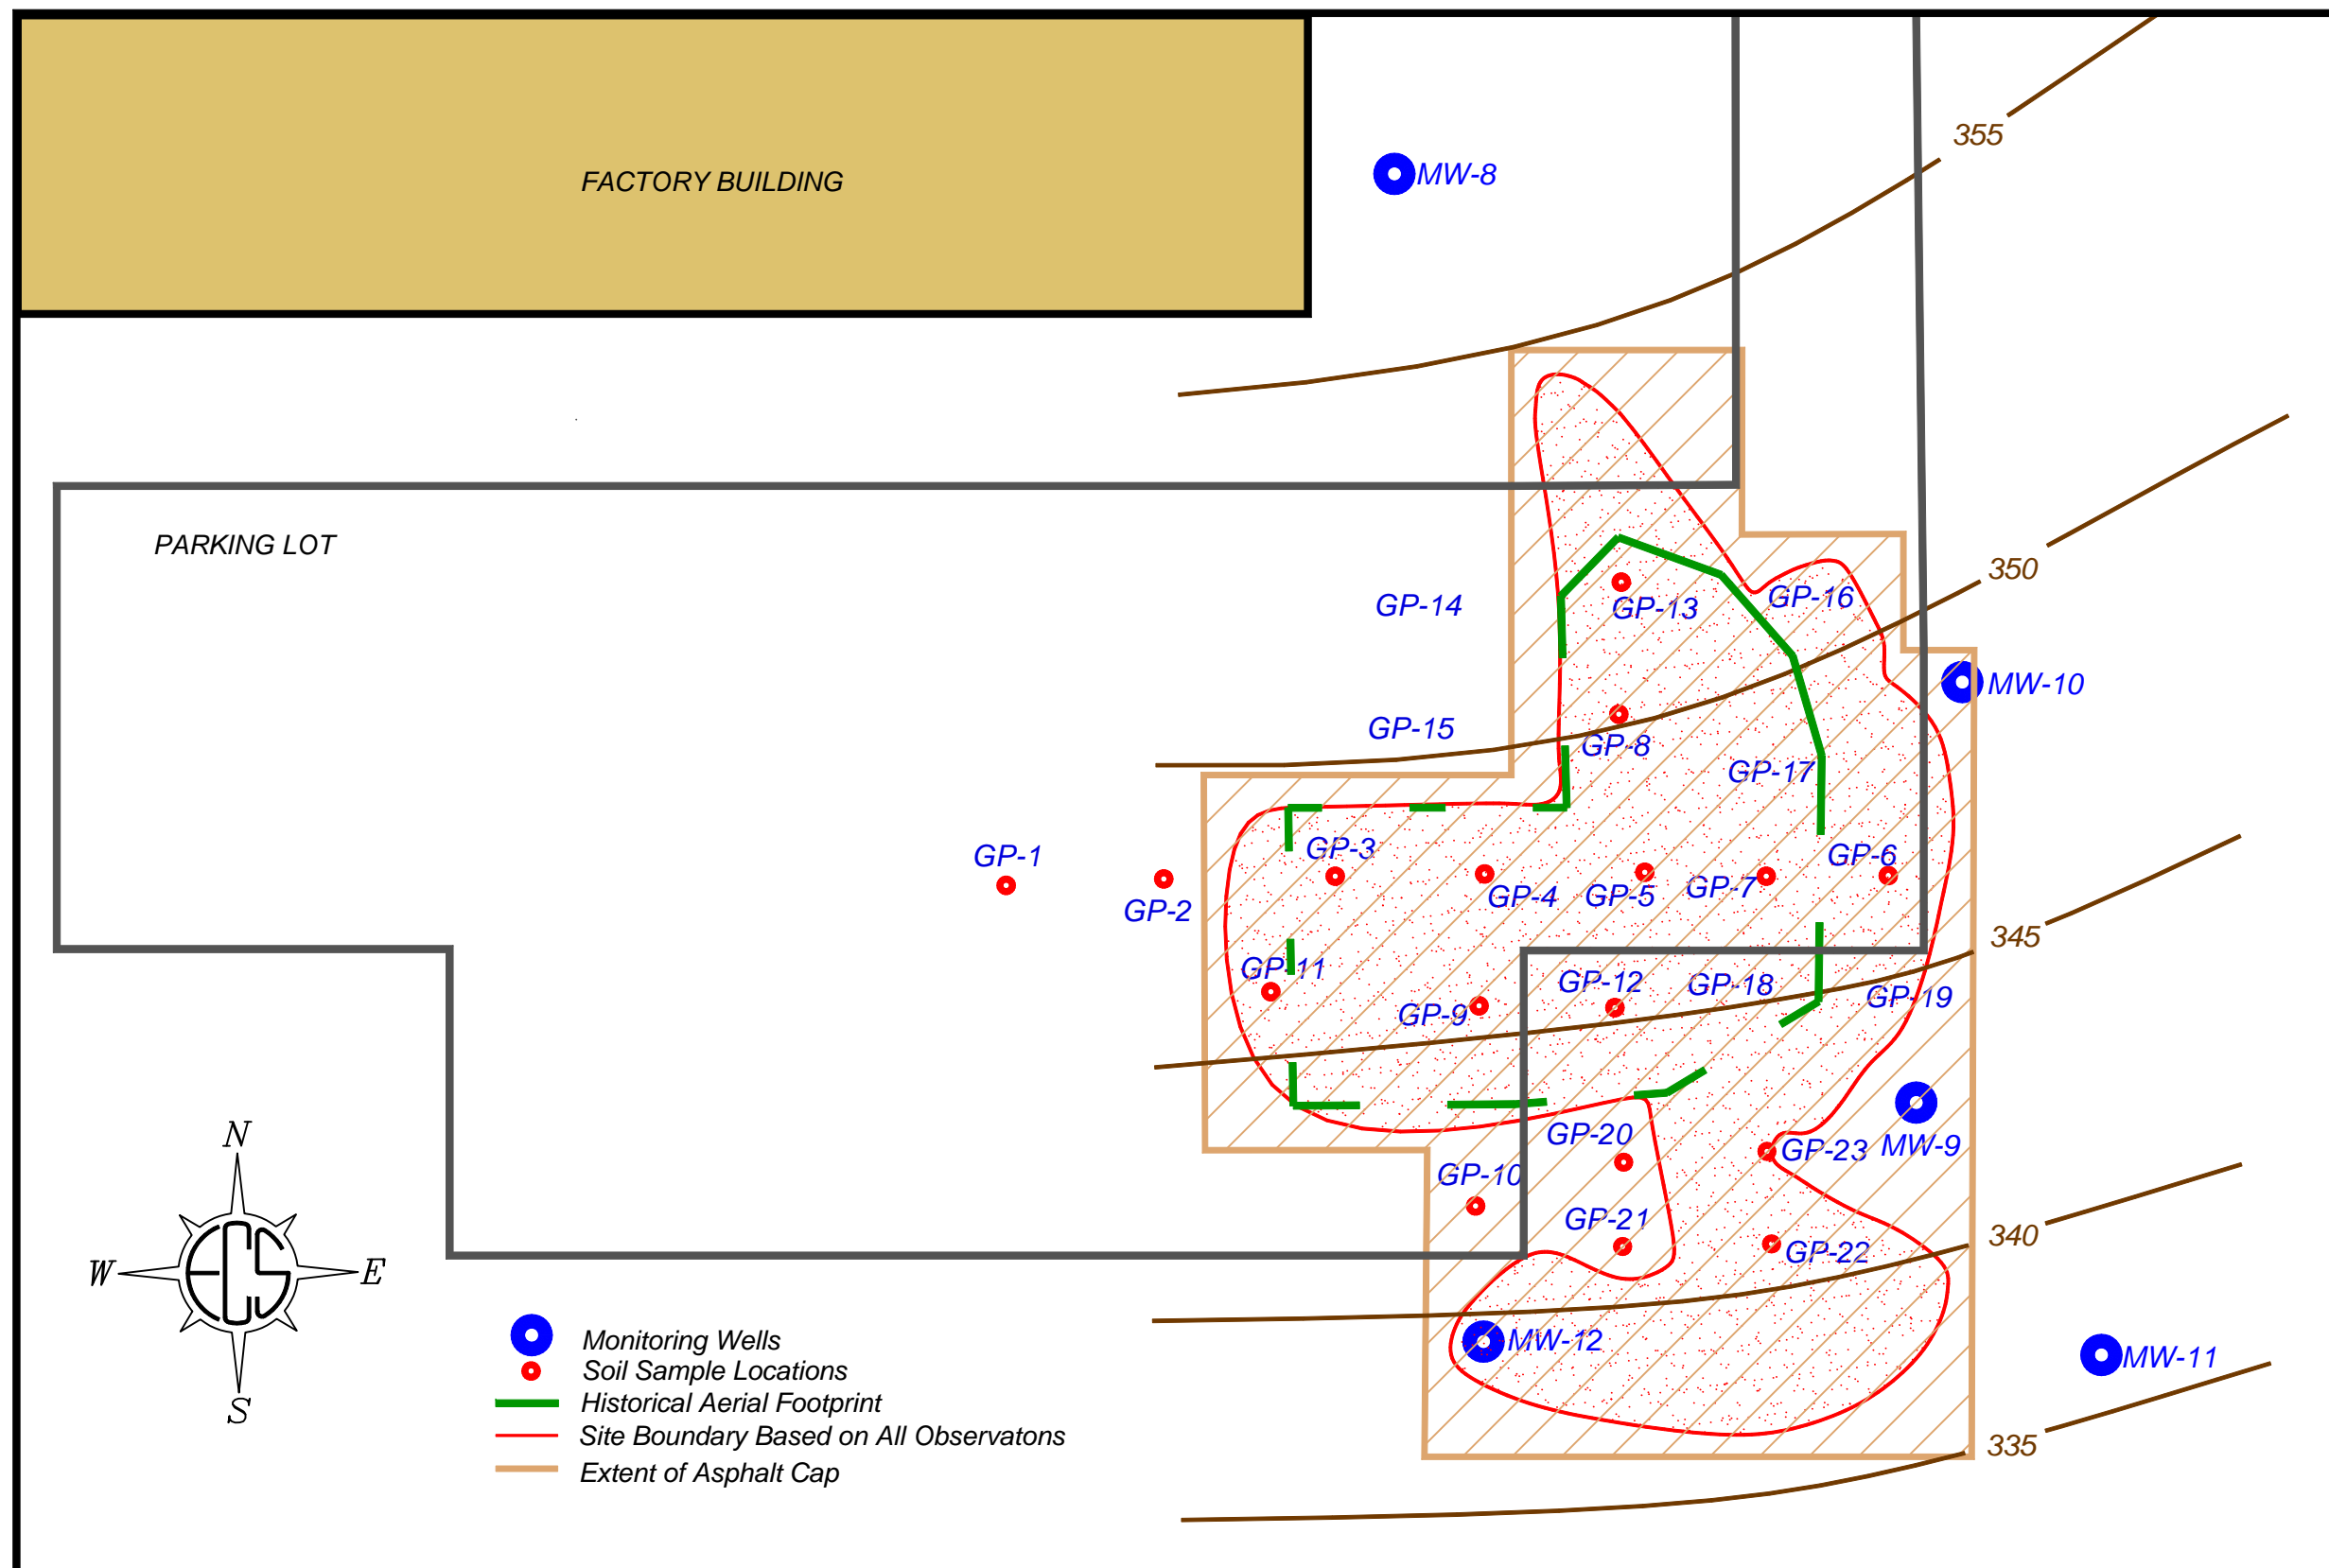 355
FACTORY BUILDING
MW-8
PARKING LOT
350
GP-14
GP-13
GP-16
MW-10
GP-15
GP-8
GP-17
GP-1
GP-3
GP-6
GP-2
GP-4
GP-5
GP-7
345
GP-11
GP-12
GP-18
GP-19
GP-9
N
GP-20
GP-23
MW-9
GP-10
GP-21
340
W
ECS
E
GP-22
S
Monitoring Wells
MW-12
MW-11
Soil Sample Locations
Historical Aerial Footprint
Site Boundary Based on All Observatons
335
Extent of Asphalt Cap